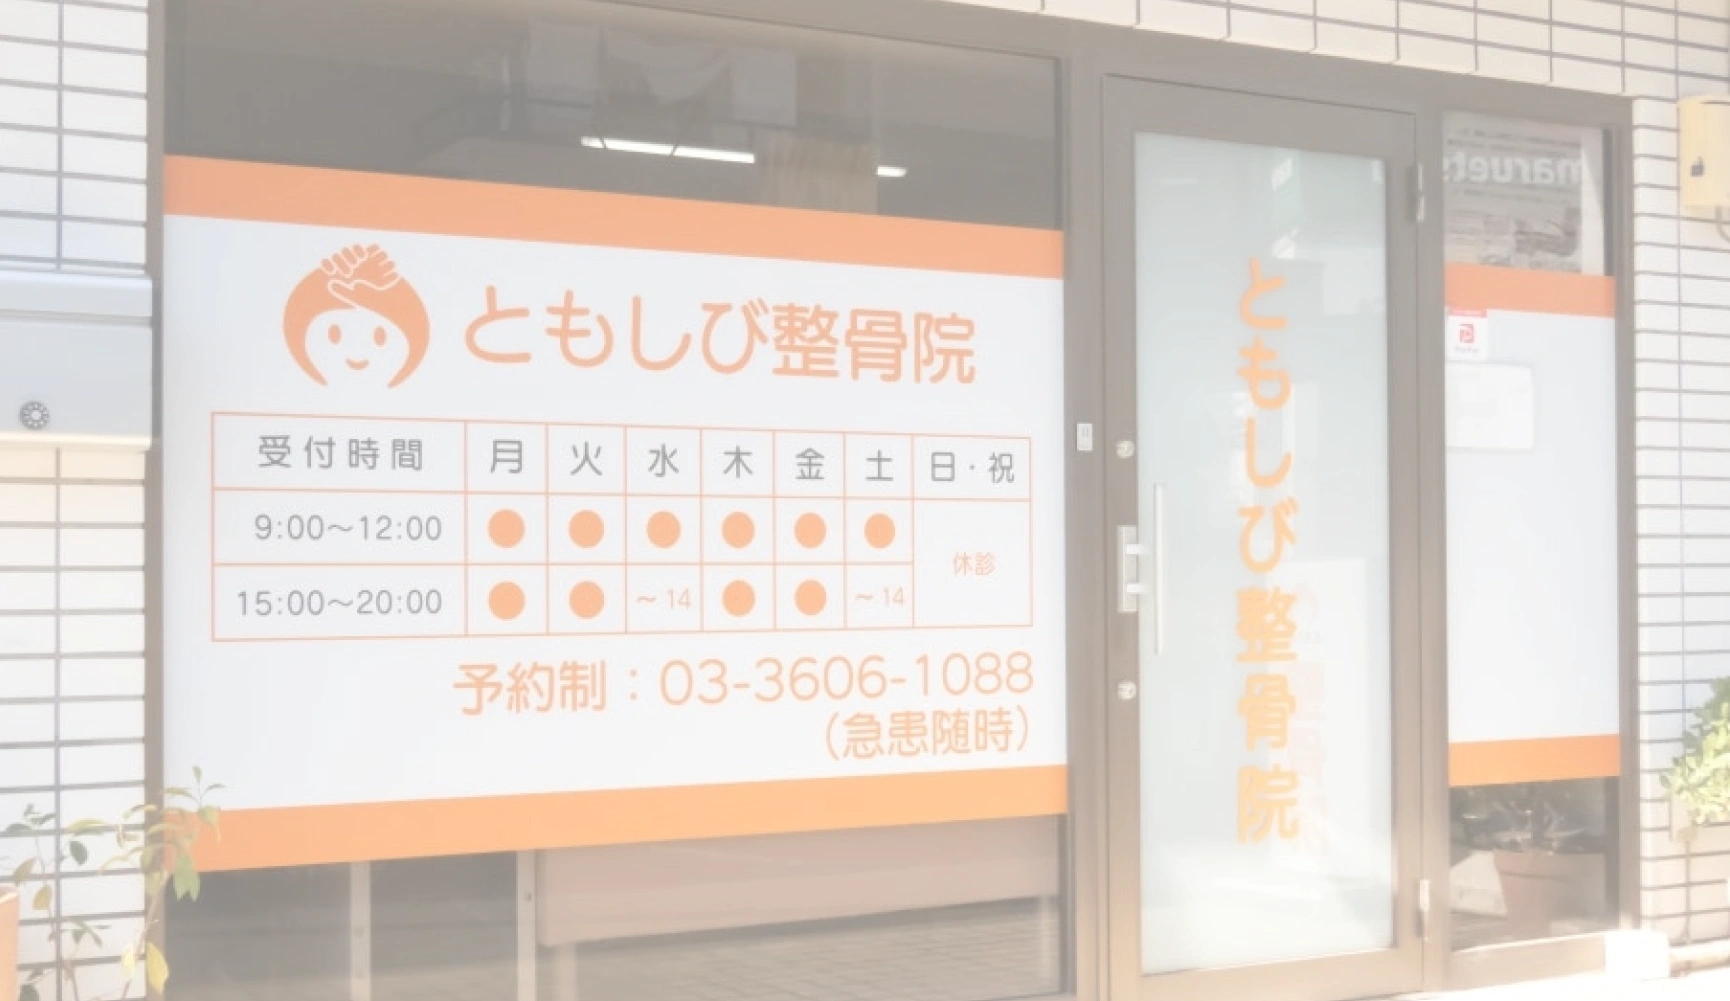 ともしび整骨院
受付時間 月 火 水 木 金 土 日・祝
9:00〜12:00 ● ● ● ● ● ● 休診
15:00〜20:00 ● ● 〜14 ● ● 〜14
予約制:03-3606-1088
(急患随時)
ともしび整骨院
maruets
PayPay